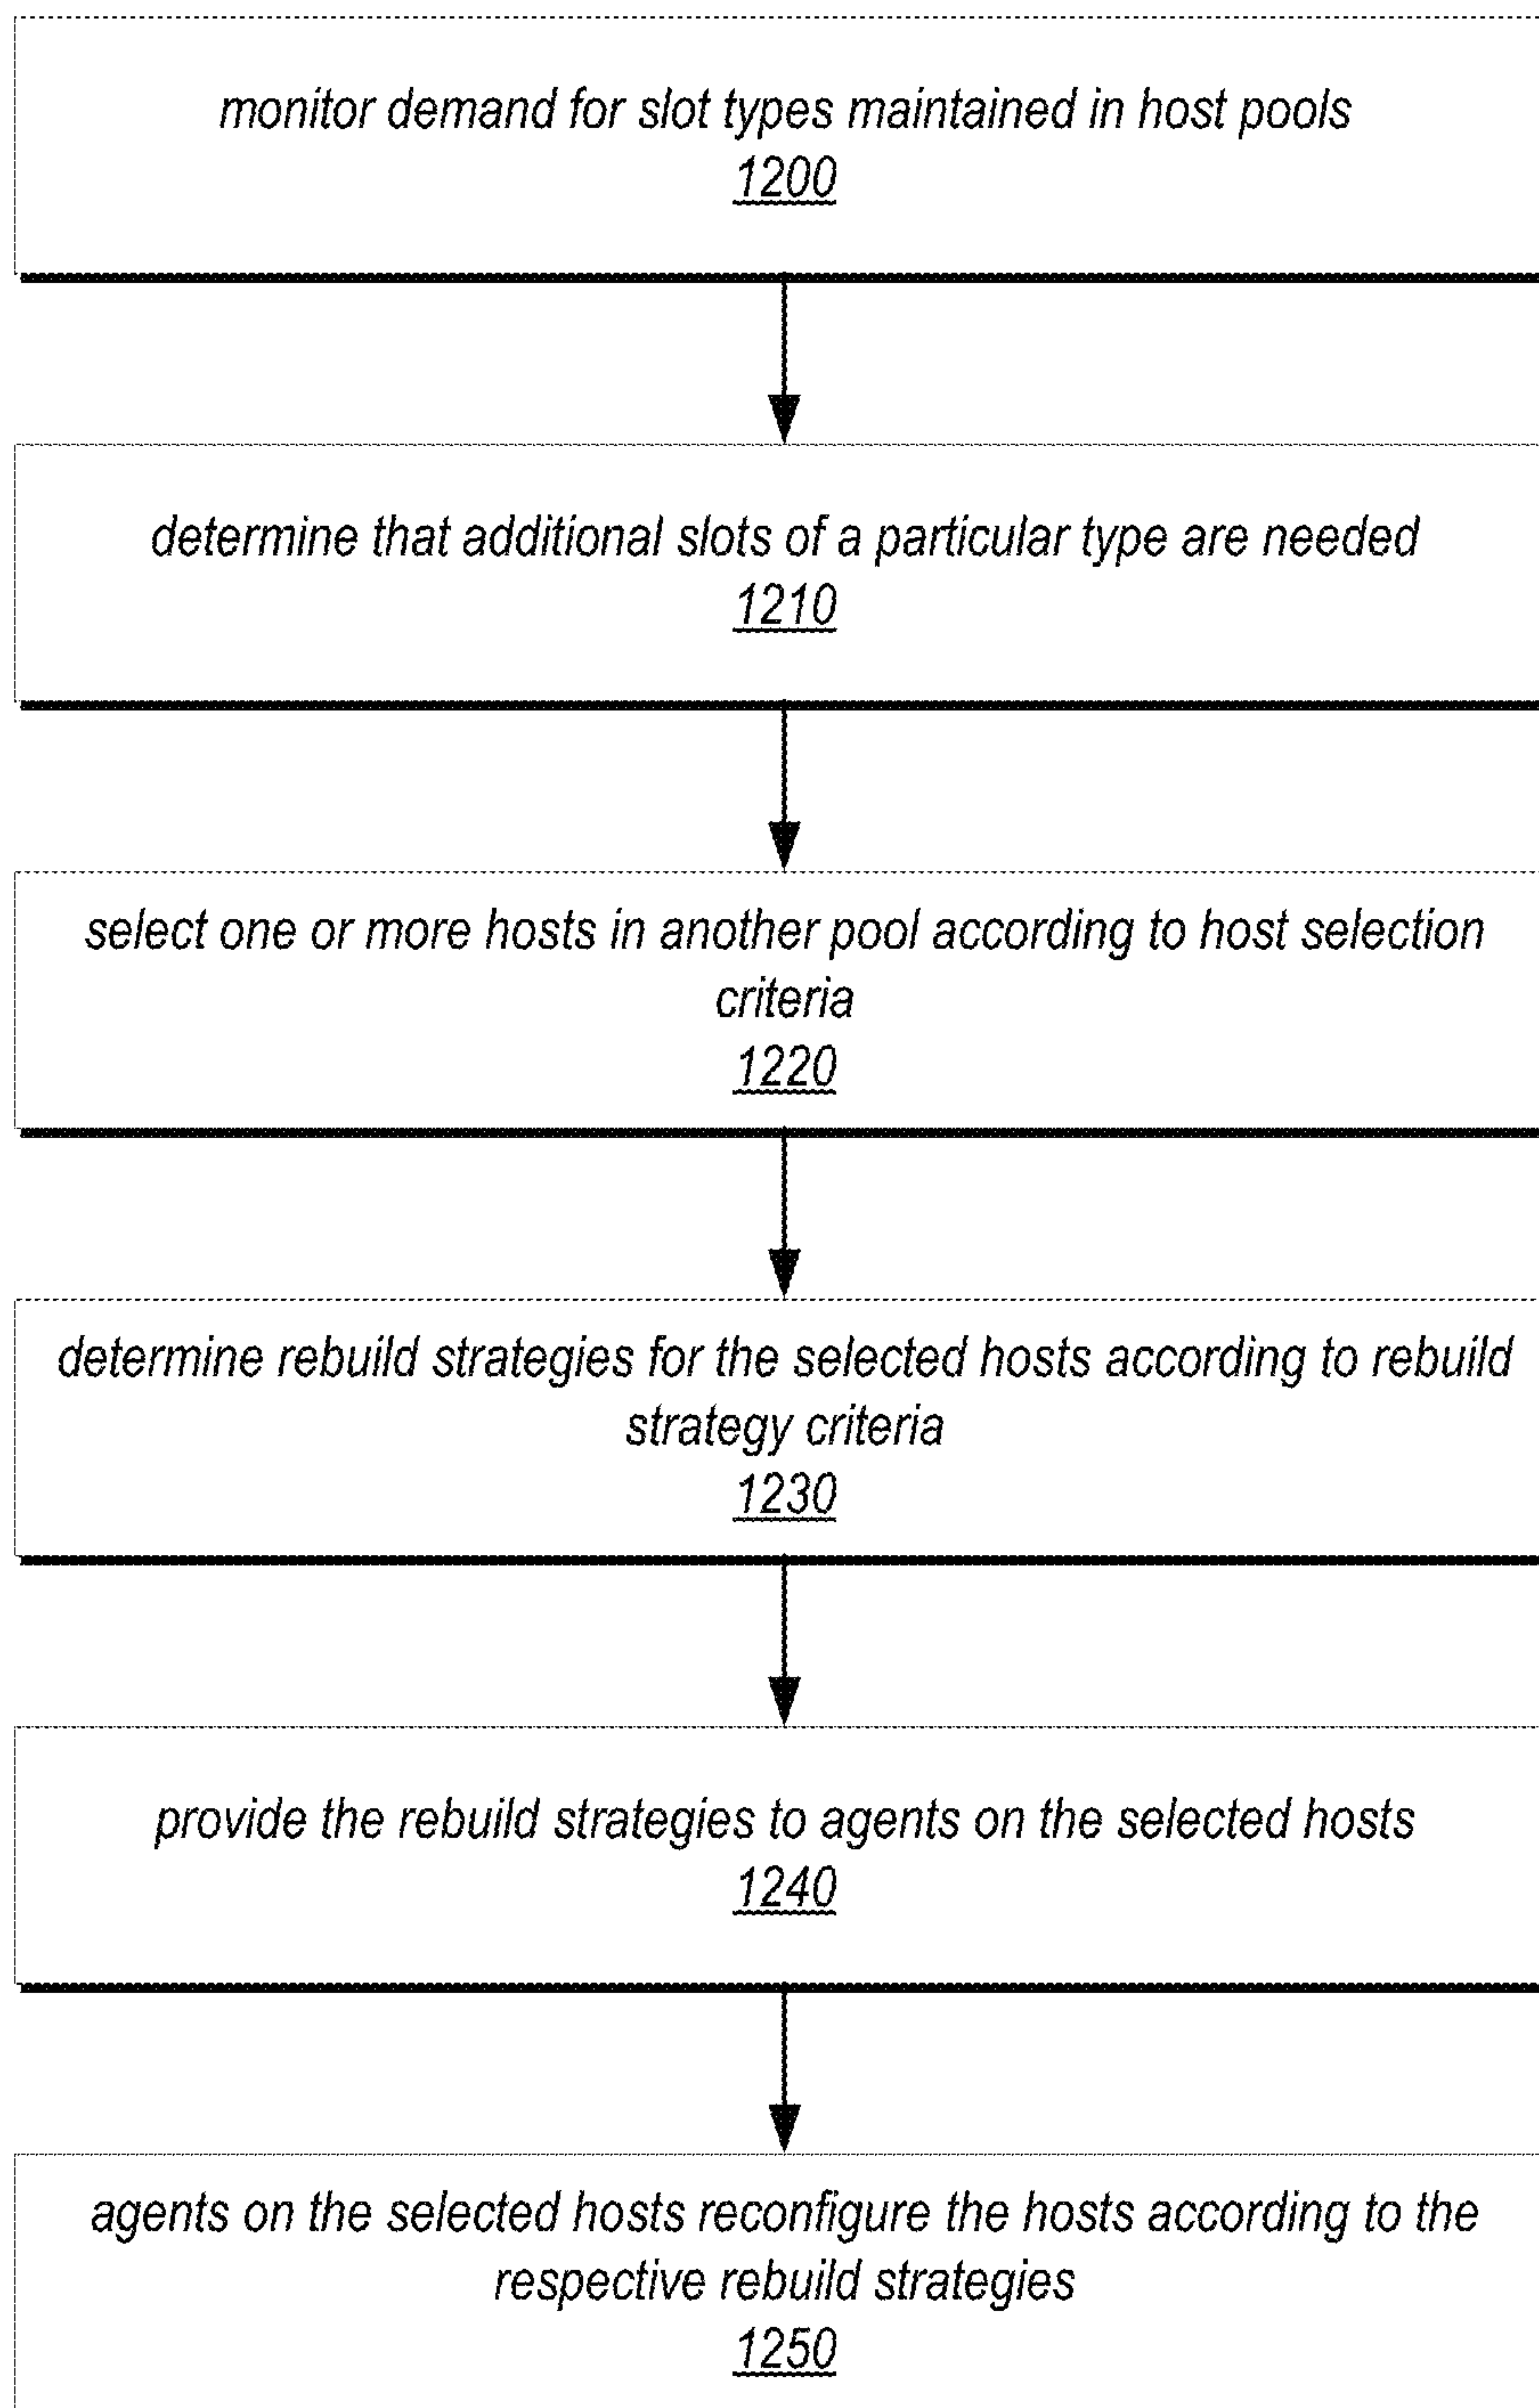 monitor demand for slot types maintained in host pools
1200
determine that additional slots of a particular type are needed
1210
select one or more hosts in another pool according to host selection
criteria
1220
determine rebuild strategies for the selected hosts according to rebuild
strategy criteria
1230
provide the rebuild strategies to agents on the selected hosts
1240
agents on the selected hosts reconfigure the hosts according to the
respective rebuild strategies
1250